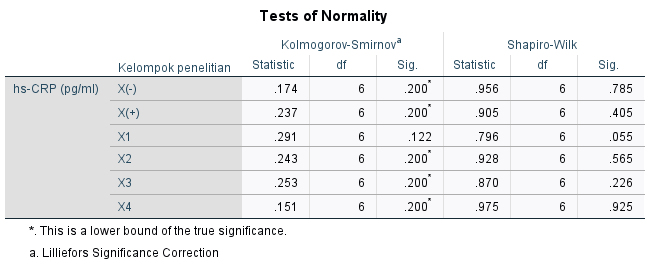 Tests of Normality
Kolmogorov-Smirnov^a Shapiro-Wilk
Kelompok penelitian Statistic df Sig. Statistic df Sig.
hs-CRP (pg/ml) X(-) .174 6 .200* .956 6 .785
X(+) .237 6 .200* .905 6 .405
X1 .291 6 .122 .796 6 .055
X2 .243 6 .200* .928 6 .565
X3 .253 6 .200* .870 6 .226
X4 .151 6 .200* .975 6 .925
*. This is a lower bound of the true significance.
a. Lilliefors Significance Correction